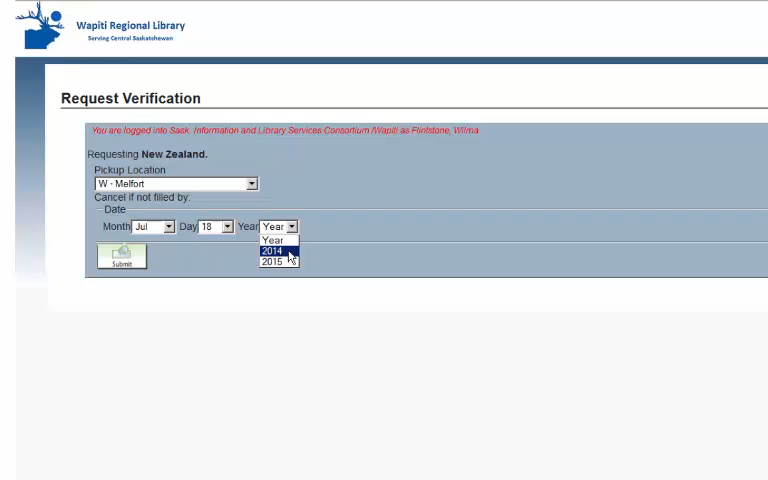 Wapiti Regional Library
Serving Central Saskatchewan
Request Verification
You are logged into Sask. Information and Library Services Consortium /Wapiti as Flintstone, Wilma
Requesting New Zealand.
Pickup Location
W - Melfort
Cancel if not filled by:
Date
Month Jul Day 18 Year Year
Year
2014
2015
Submit